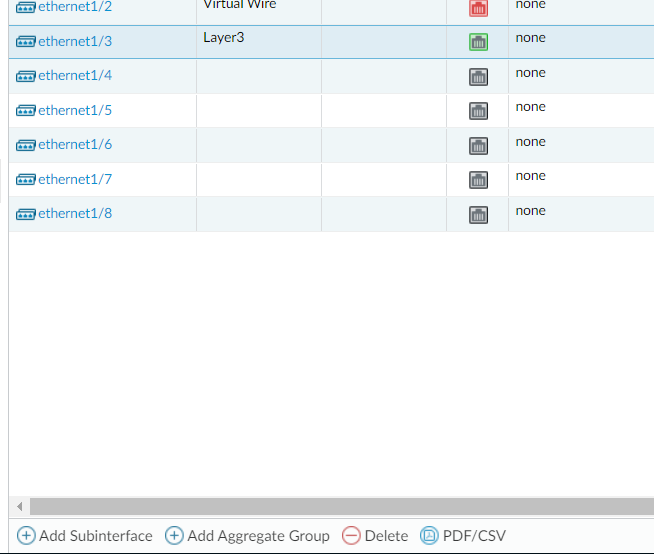 ethernet1/2 Virtual Wire none
ethernet1/3 Layer3 none
ethernet1/4 none
ethernet1/5 none
ethernet1/6 none
ethernet1/7 none
ethernet1/8 none
Add Subinterface Add Aggregate Group Delete PDF/CSV